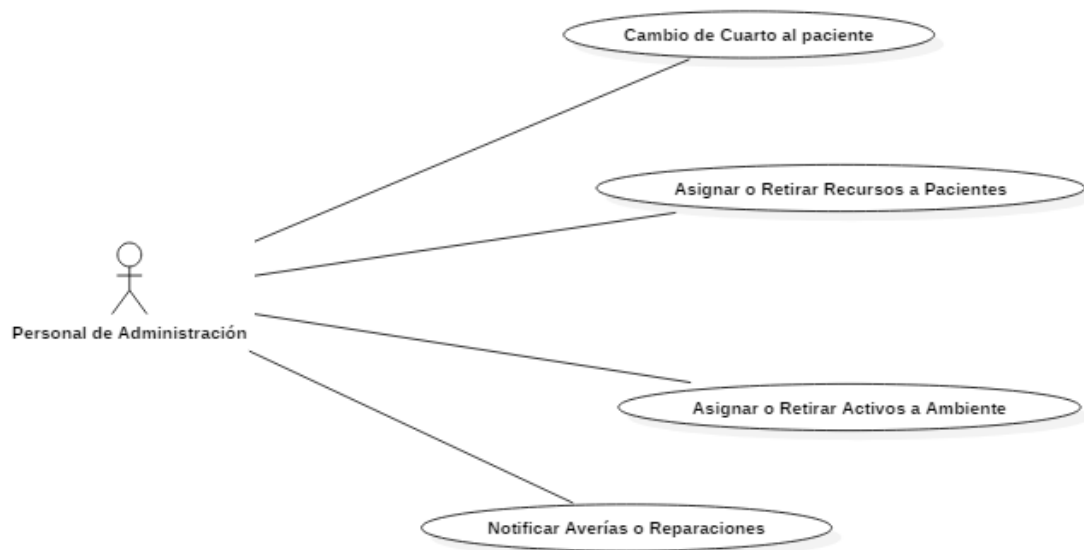 Cambio de Cuarto al paciente
Asignar o Retirar Recursos a Pacientes
Personal de Administración
Asignar o Retirar Activos a Ambiente
Notificar Averías o Reparaciones